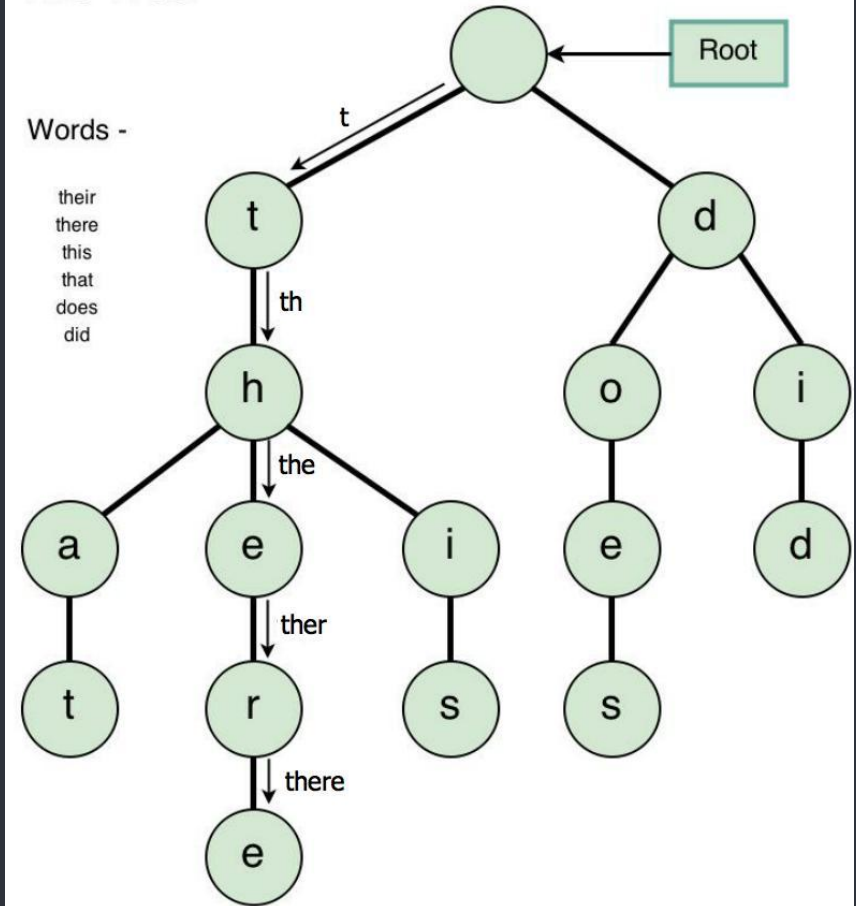 Root
t
Words -
their
there
this
that
does
did
t
d
th
h
o
i
the
a
e
i
e
d
ther
t
r
s
s
there
e